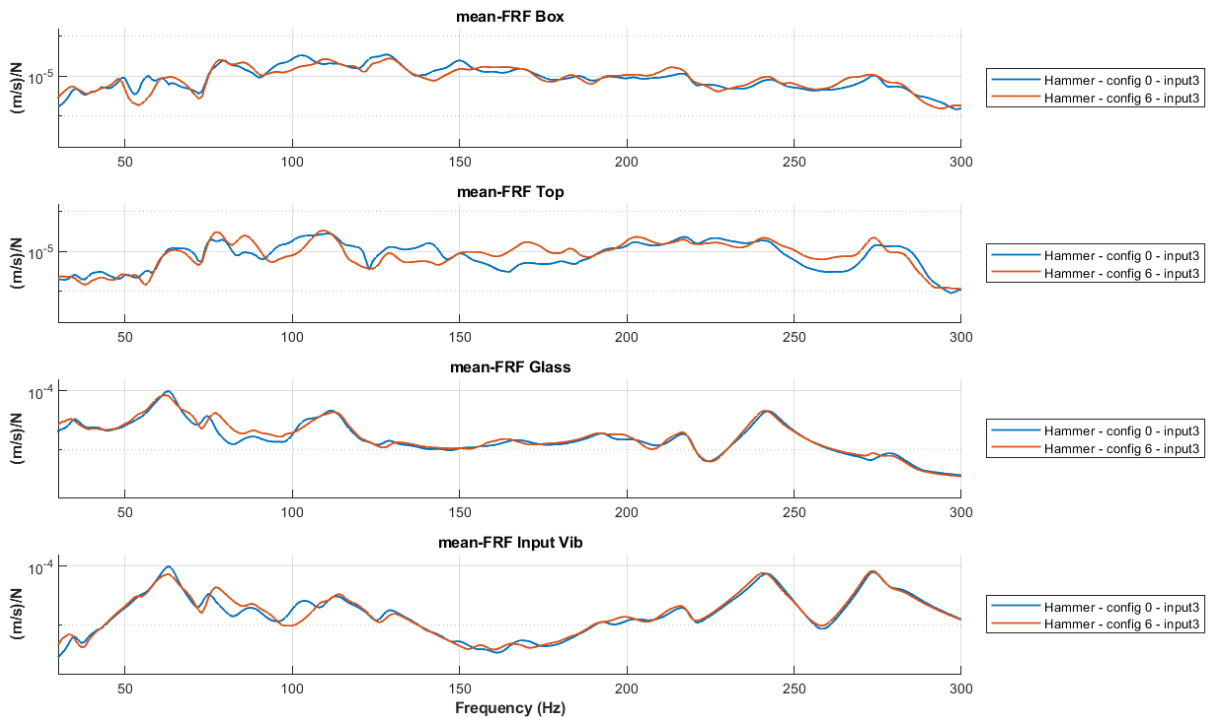 mean-FRF Box
(m/s)/N
10⁻⁵
50 100 150 200 250 300
Hammer - config 0 - input3
Hammer - config 6 - input3
mean-FRF Top
(m/s)/N
10⁻⁵
50 100 150 200 250 300
Hammer - config 0 - input3
Hammer - config 6 - input3
mean-FRF Glass
(m/s)/N
10⁻⁴
50 100 150 200 250 300
Hammer - config 0 - input3
Hammer - config 6 - input3
mean-FRF Input Vib
(m/s)/N
10⁻⁴
50 100 150 200 250 300
Frequency (Hz)
Hammer - config 0 - input3
Hammer - config 6 - input3